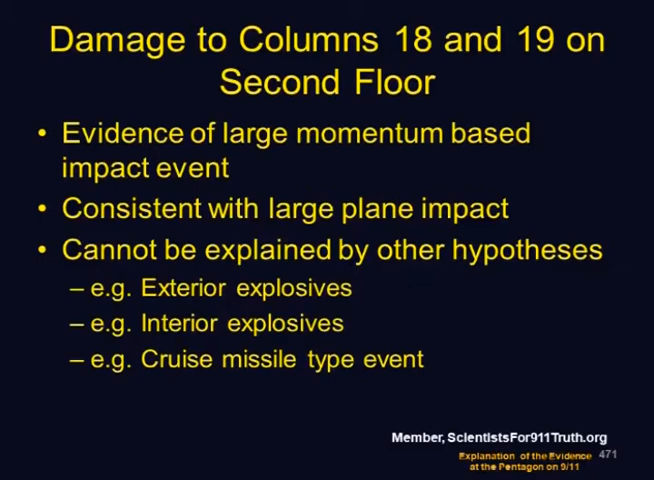 Damage to Columns 18 and 19 on
Second Floor
• Evidence of large momentum based
impact event
• Consistent with large plane impact
• Cannot be explained by other hypotheses
– e.g. Exterior explosives
– e.g. Interior explosives
– e.g. Cruise missile type event
Member, ScientistsFor911Truth.org
Explanation of the Evidence 471
at the Pentagon on 9/11